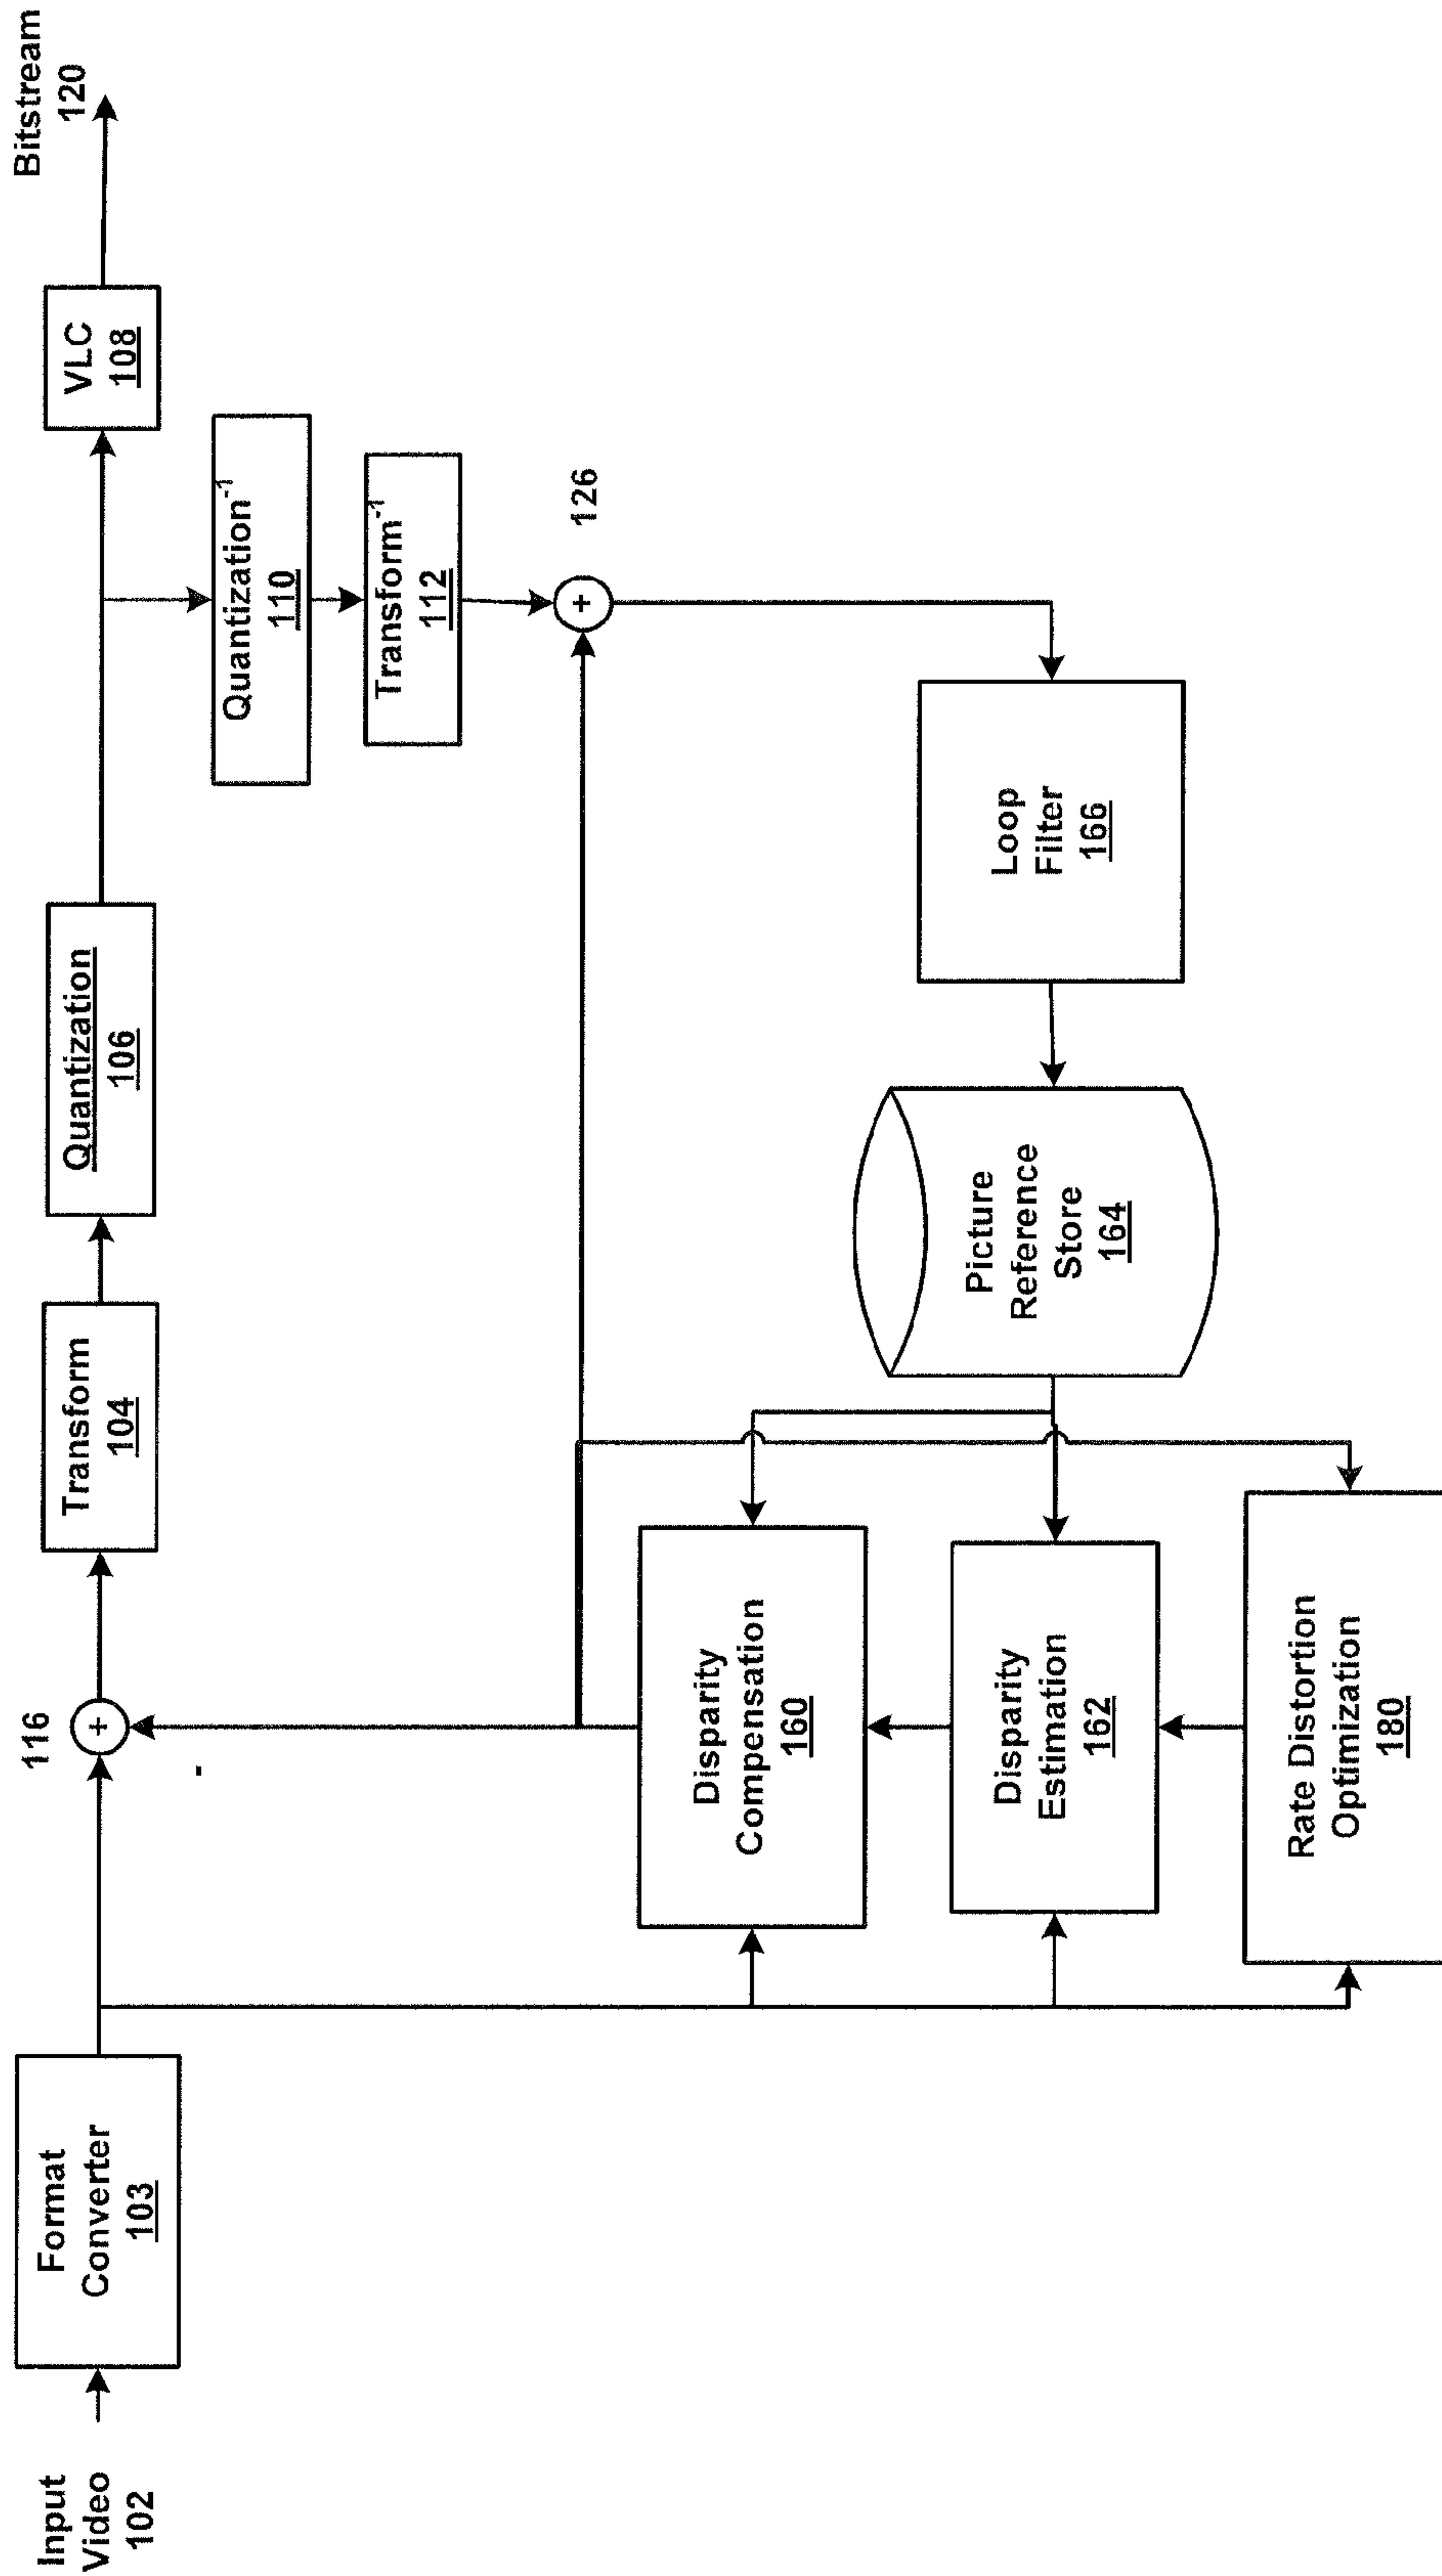 Input
Video
102
Format
Converter
103
116
+
-
Transform
104
Quantization
106
VLC
108
Bitstream
120
Quantization-1
110
Transform-1
112
126
+
Disparity
Compensation
160
Disparity
Estimation
162
Rate Distortion
Optimization
180
Picture
Reference
Store
164
Loop
Filter
166